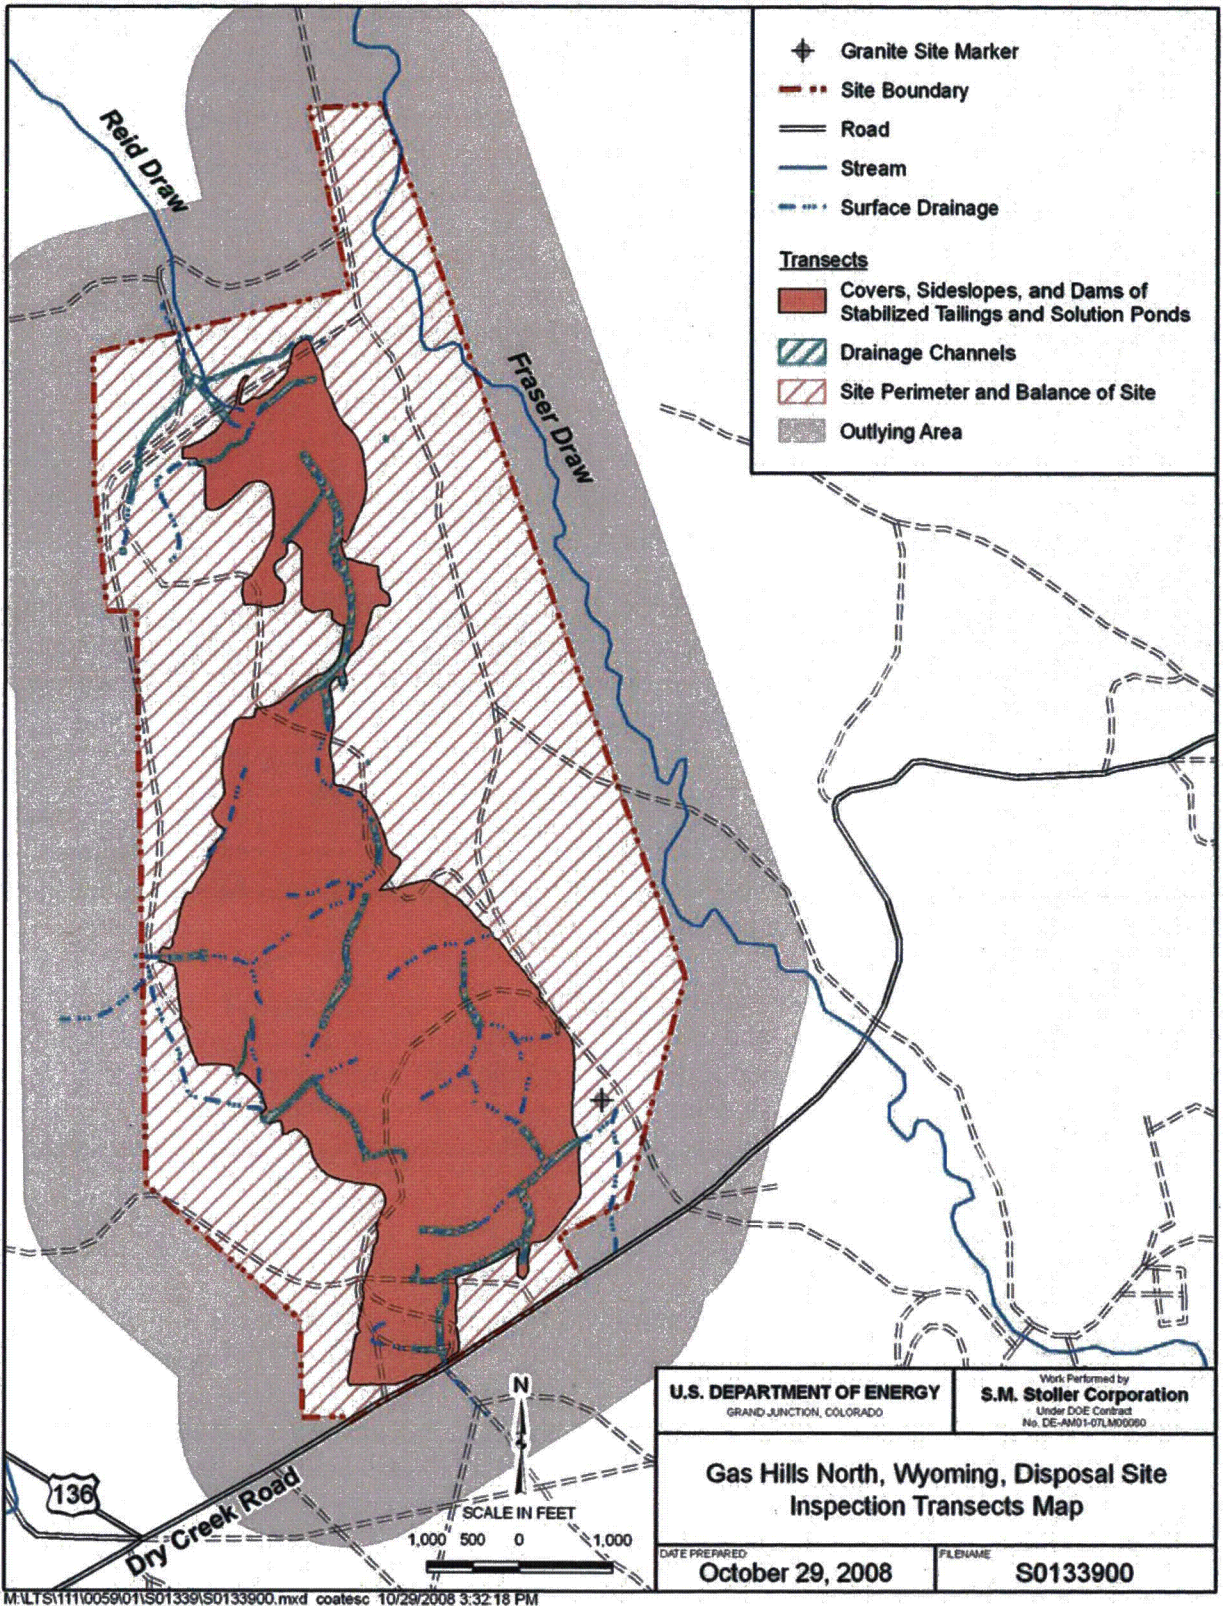 Granite Site Marker
Site Boundary
Road
Stream
Surface Drainage
Transects
Covers, Sideslopes, and Dams of
Stabilized Tailings and Solution Ponds
Drainage Channels
Site Perimeter and Balance of Site
Outlying Area
Reid Draw
Fraser Draw
136
Dry Creek Road
N
SCALE IN FEET
1,000 500 0 1,000
U.S. DEPARTMENT OF ENERGY
GRAND JUNCTION, COLORADO
Work Performed by
S.M. Stoller Corporation
Under DOE Contract
No. DE-AM01-07LM00060
Gas Hills North, Wyoming, Disposal Site
Inspection Transects Map
DATE PREPARED:
October 29, 2008
FILENAME:
S0133900
M:\LTS\111\0059\01\S01339\S0133900.mxd coatesc 10/29/2008 3:32:18 PM